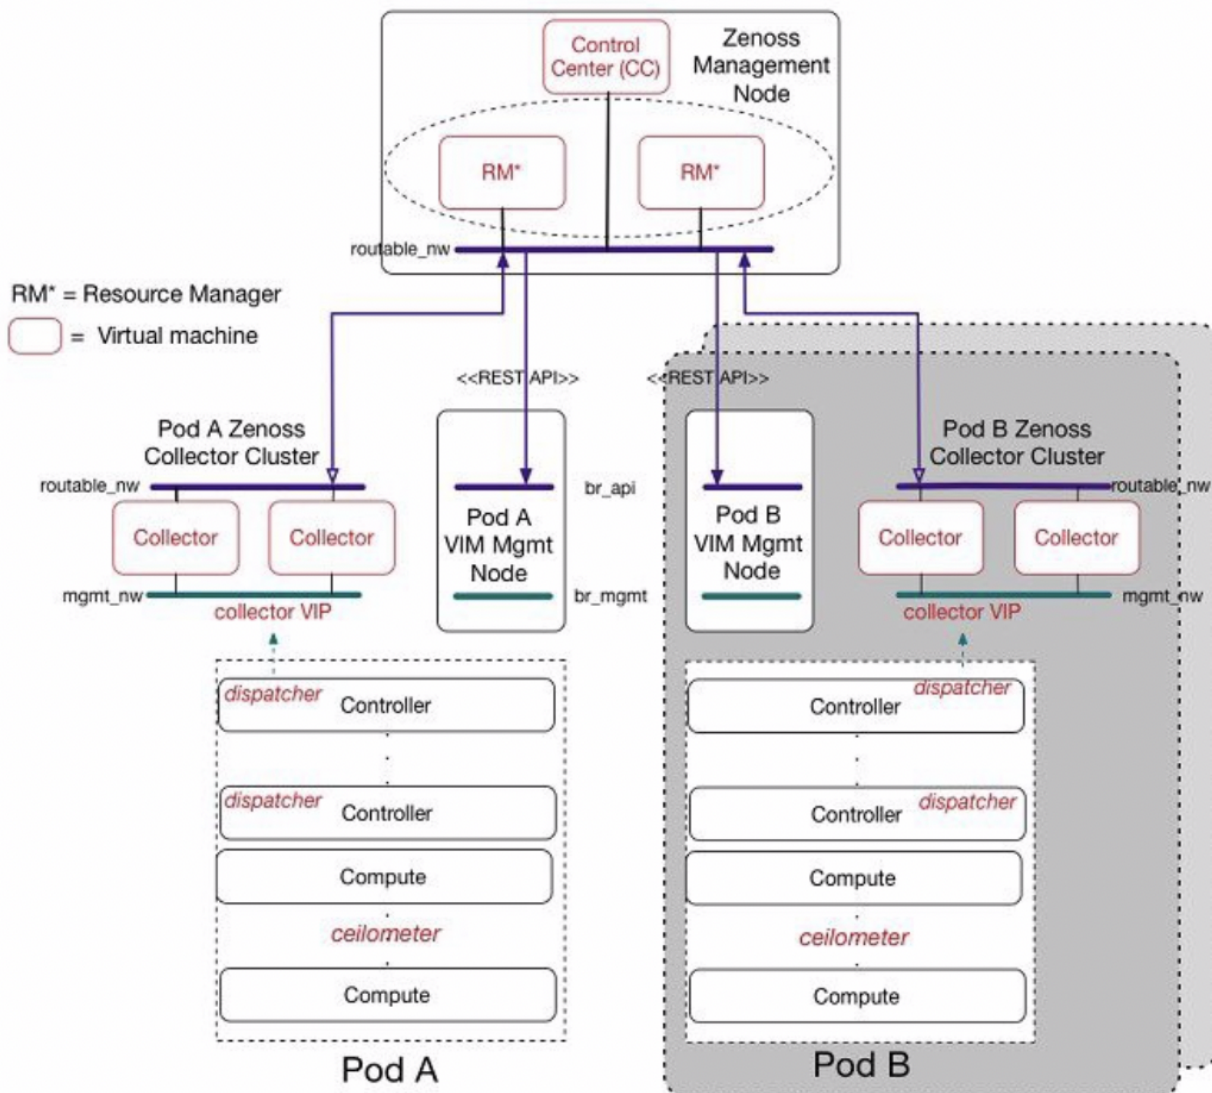 Control
Center (CC)
Zenoss
Management
Node
RM*
RM*
routable_nw
RM* = Resource Manager
= Virtual machine
<<REST API>>
<<REST API>>
Pod A Zenoss
Collector Cluster
routable_nw
Collector
Collector
mgmt_nw
collector VIP
br_api
Pod A
VIM Mgmt
Node
br_mgmt
Pod B
VIM Mgmt
Node
Pod B Zenoss
Collector Cluster
routable_nw
Collector
Collector
mgmt_nw
collector VIP
dispatcher
Controller
dispatcher
Controller
Compute
ceilometer
Compute
Pod A
dispatcher
Controller
dispatcher
Controller
Compute
ceilometer
Compute
Pod B